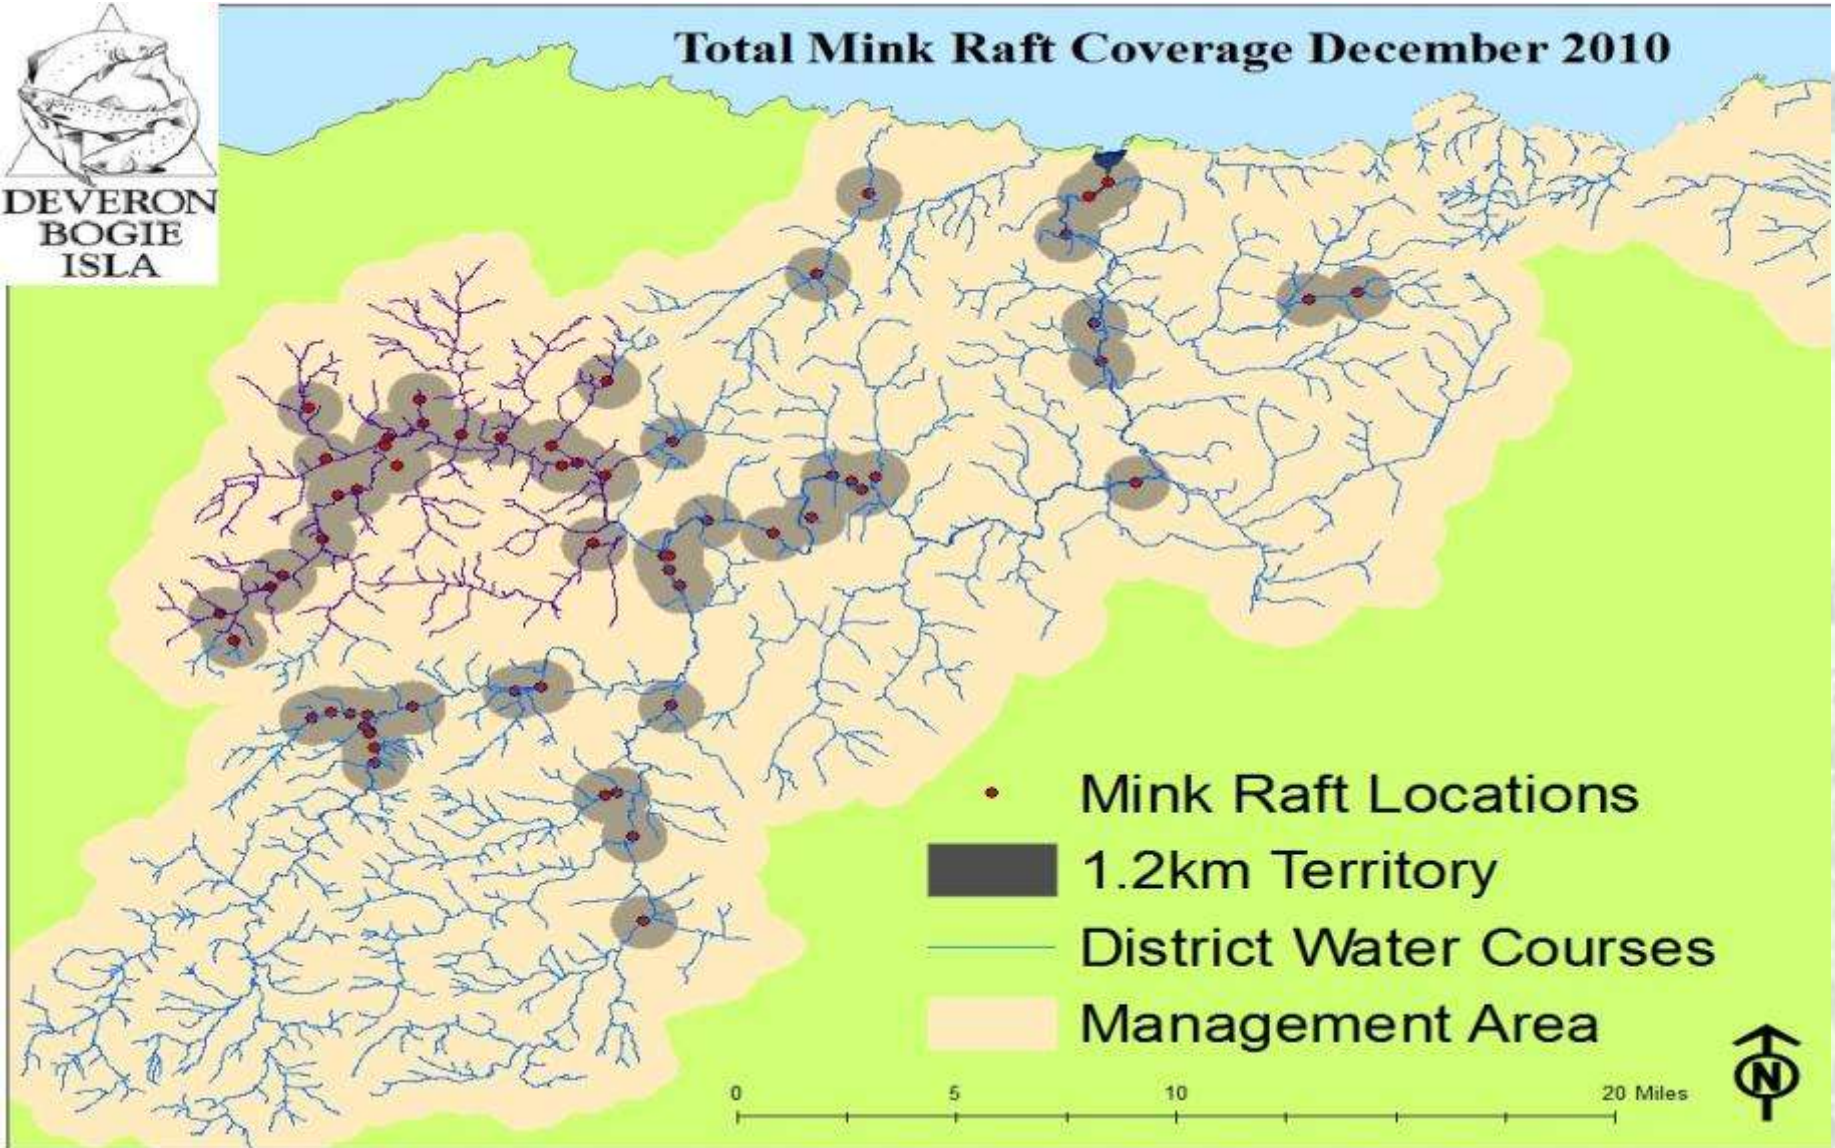 Total Mink Raft Coverage December 2010
DEVERON
BOGIE
ISLA
Mink Raft Locations
1.2km Territory
District Water Courses
Management Area
0 5 10 20 Miles
N